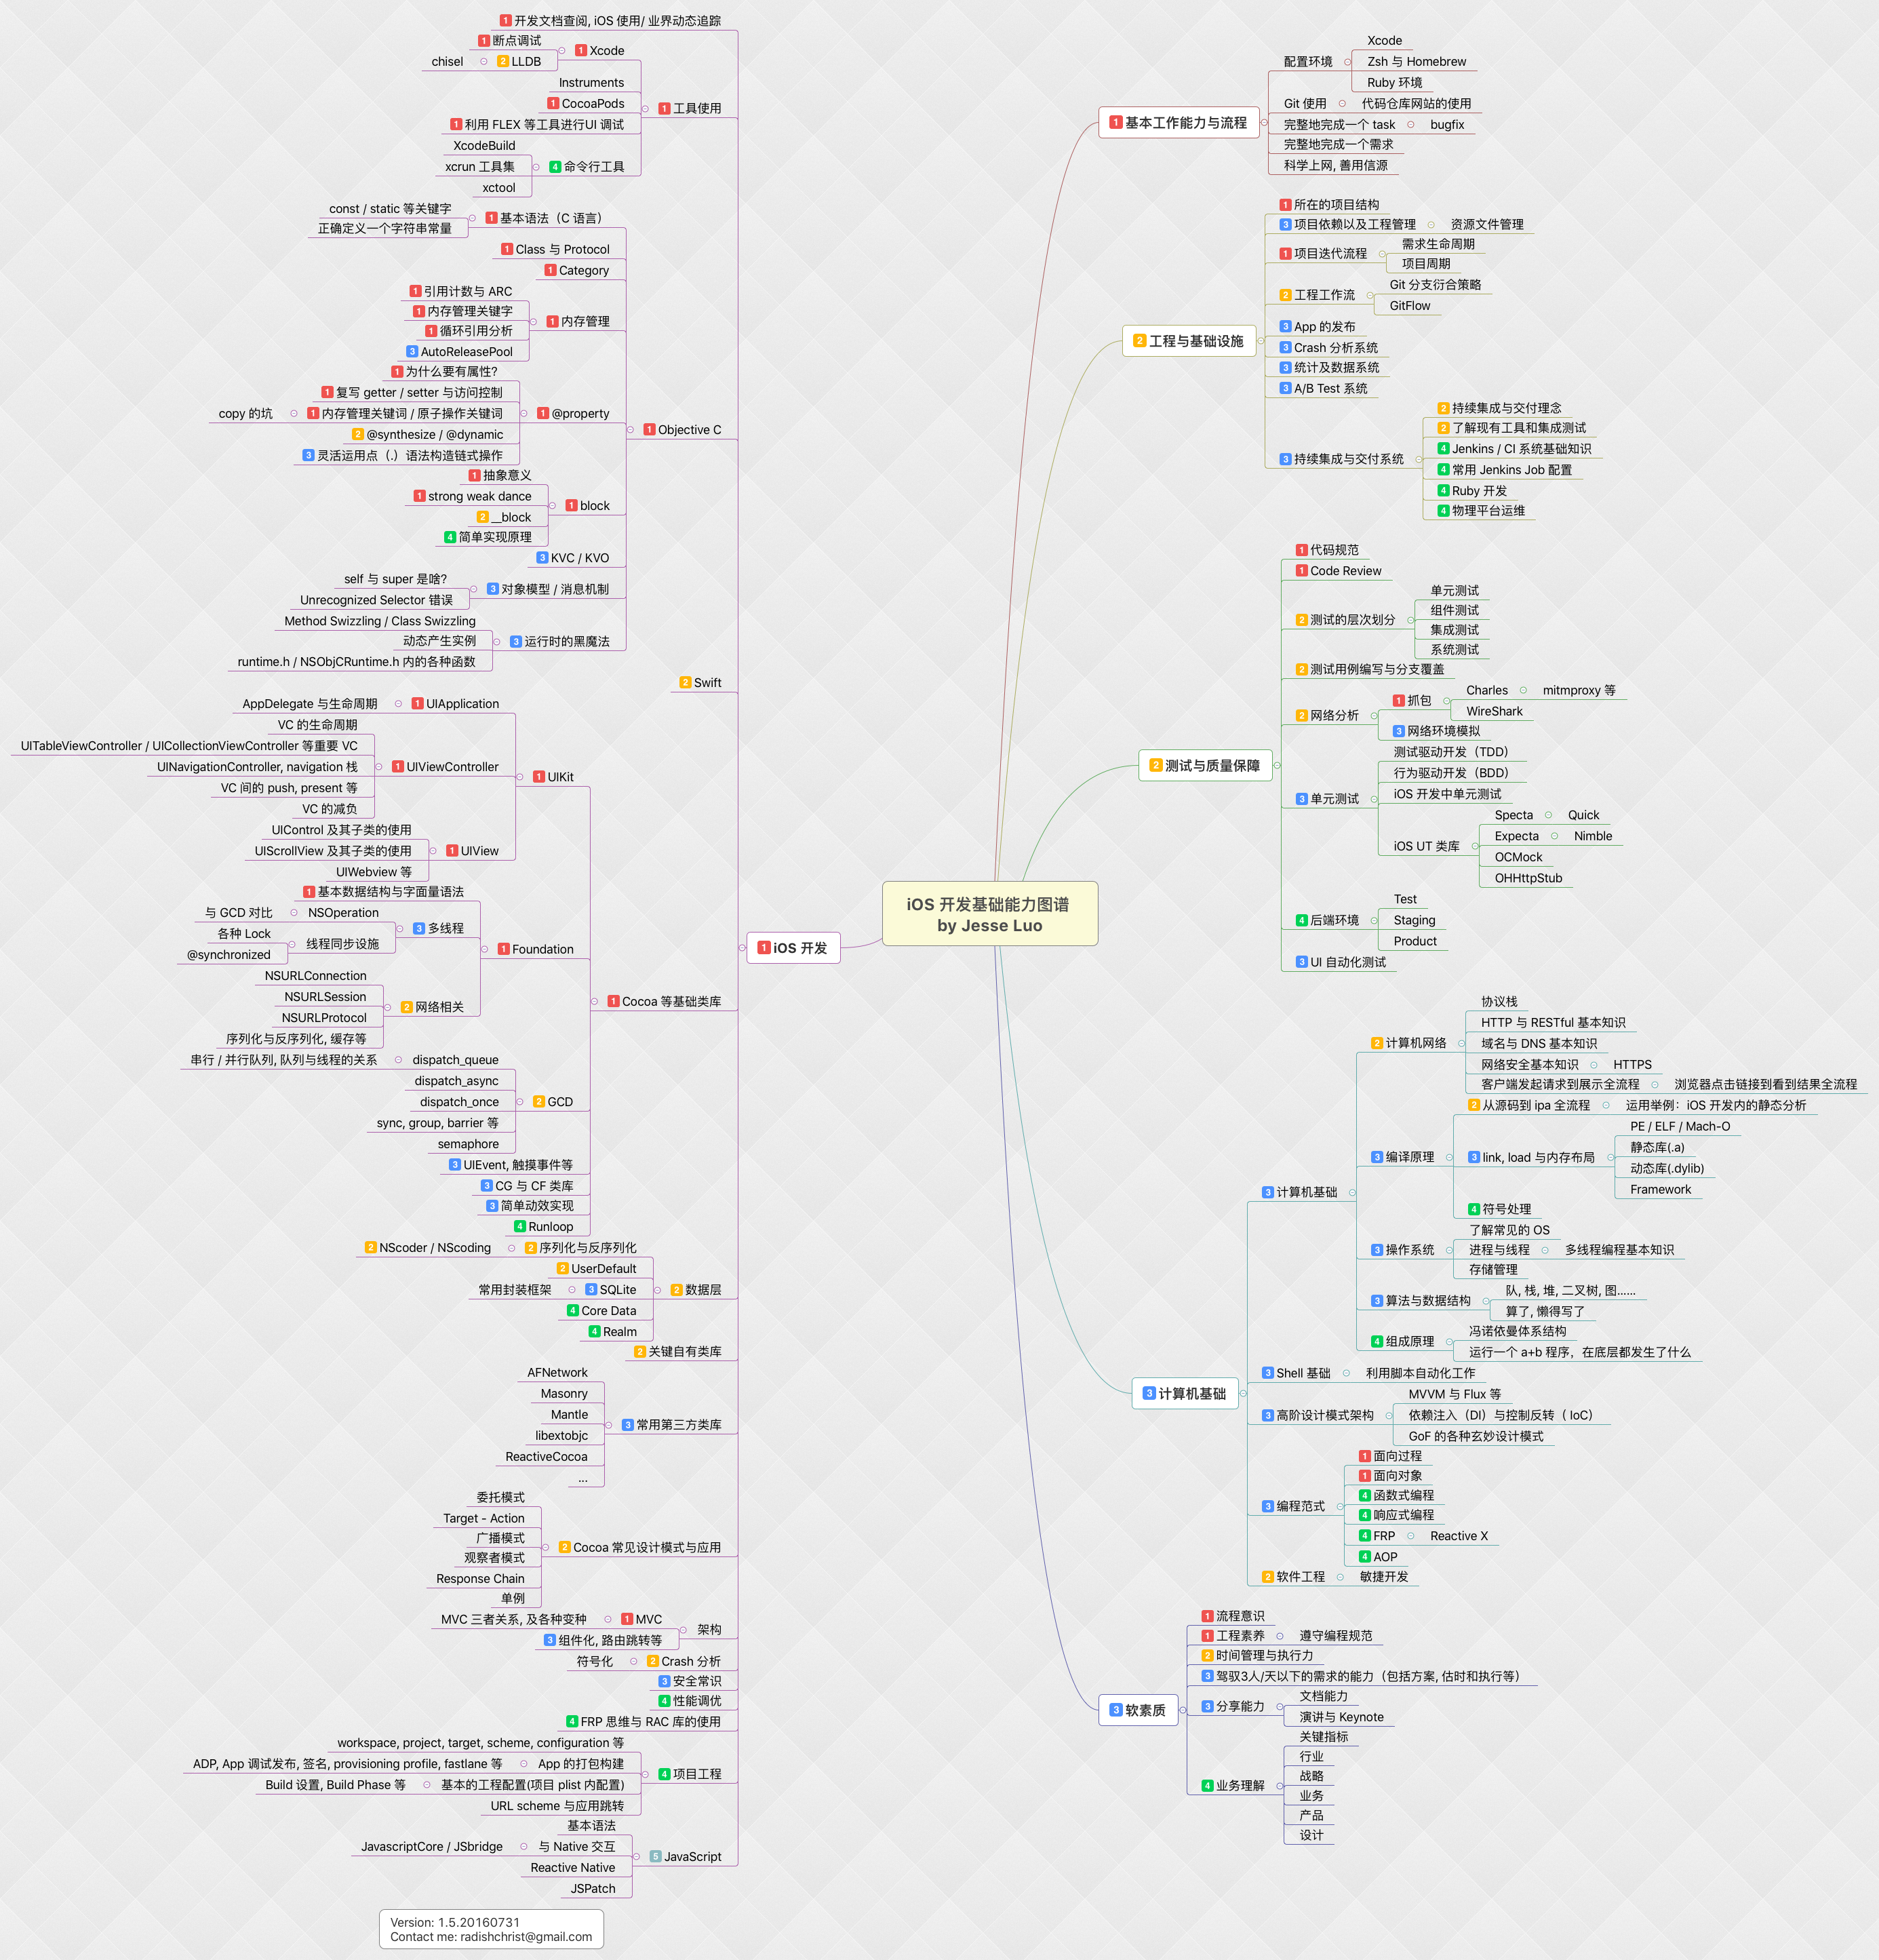 iOS 开发基础能力图谱
by Jesse Luo
1 基本工作能力与流程
配置环境
Xcode
Zsh 与 Homebrew
Ruby 环境
Git 使用
代码仓库网站的使用
完整地完成一个 task
bugfix
完整地完成一个需求
科学上网, 善用信源
2 工程与基础设施
1 所在的项目结构
3 项目依赖以及工程管理
资源文件管理
1 项目迭代流程
需求生命周期
项目周期
2 工程工作流
Git 分支衍合策略
GitFlow
3 App 的发布
3 Crash 分析系统
3 统计及数据系统
3 A/B Test 系统
3 持续集成与交付系统
2 持续集成与交付理念
2 了解现有工具和集成测试
4 Jenkins / CI 系统基础知识
4 常用 Jenkins Job 配置
4 Ruby 开发
4 物理平台运维
2 测试与质量保障
1 代码规范
1 Code Review
2 测试的层次划分
单元测试
组件测试
集成测试
系统测试
2 测试用例编写与分支覆盖
2 网络分析
1 抓包
Charles
mitmproxy 等
WireShark
3 网络环境模拟
3 单元测试
测试驱动开发（TDD）
行为驱动开发（BDD）
iOS 开发中单元测试
iOS UT 类库
Specta
Quick
Expecta
Nimble
OCMock
OHHttpStub
4 后端环境
Test
Staging
Product
3 UI 自动化测试
3 计算机基础
3 计算机基础
2 计算机网络
协议栈
HTTP 与 RESTful 基本知识
域名与 DNS 基本知识
网络安全基本知识
HTTPS
客户端发起请求到展示全流程
浏览器点击链接到看到结果全流程
3 编译原理
2 从源码到 ipa 全流程
运用举例：iOS 开发内的静态分析
3 link, load 与内存布局
PE / ELF / Mach-O
静态库(.a)
动态库(.dylib)
Framework
4 符号处理
3 操作系统
了解常见的 OS
进程与线程
多线程编程基本知识
存储管理
3 算法与数据结构
队, 栈, 堆, 二叉树, 图……
算了, 懒得写了
4 组成原理
冯诺依曼体系结构
运行一个 a+b 程序，在底层都发生了什么
3 Shell 基础
利用脚本自动化工作
3 高阶设计模式架构
MVVM 与 Flux 等
依赖注入（DI）与控制反转（ IoC）
GoF 的各种玄妙设计模式
3 编程范式
1 面向过程
1 面向对象
4 函数式编程
4 响应式编程
4 FRP
Reactive X
4 AOP
2 软件工程
敏捷开发
3 软素质
1 流程意识
1 工程素养
遵守编程规范
2 时间管理与执行力
3 驾驭3人/天以下的需求的能力（包括方案, 估时和执行等）
3 分享能力
文档能力
演讲与 Keynote
4 业务理解
关键指标
行业
战略
业务
产品
设计
1 iOS 开发
1 开发文档查阅, iOS 使用/ 业界动态追踪
1 工具使用
1 Xcode
1 断点调试
2 LLDB
chisel
Instruments
1 CocoaPods
1 利用 FLEX 等工具进行UI 调试
4 命令行工具
XcodeBuild
xcrun 工具集
xctool
1 Objective C
1 基本语法（C 语言）
const / static 等关键字
正确定义一个字符串常量
1 Class 与 Protocol
1 Category
1 内存管理
1 引用计数与 ARC
1 内存管理关键字
1 循环引用分析
3 AutoReleasePool
1 @property
1 为什么要有属性?
1 复写 getter / setter 与访问控制
1 内存管理关键词 / 原子操作关键词
copy 的坑
2 @synthesize / @dynamic
3 灵活运用点（.）语法构造链式操作
1 block
1 抽象意义
1 strong weak dance
2 __block
4 简单实现原理
3 KVC / KVO
3 对象模型 / 消息机制
self 与 super 是啥?
Unrecognized Selector 错误
3 运行时的黑魔法
Method Swizzling / Class Swizzling
动态产生实例
runtime.h / NSObjCRuntime.h 内的各种函数
2 Swift
1 Cocoa 等基础类库
1 UIKit
1 UIApplication
AppDelegate 与生命周期
1 UIViewController
VC 的生命周期
UITableViewController / UICollectionViewController 等重要 VC
UINavigationController, navigation 栈
VC 间的 push, present 等
VC 的减负
1 UIView
UIControl 及其子类的使用
UIScrollView 及其子类的使用
UIWebview 等
1 Foundation
1 基本数据结构与字面量语法
3 多线程
NSOperation
与 GCD 对比
线程同步设施
各种 Lock
@synchronized
2 网络相关
NSURLConnection
NSURLSession
NSURLProtocol
序列化与反序列化, 缓存等
2 GCD
dispatch_queue
串行 / 并行队列, 队列与线程的关系
dispatch_async
dispatch_once
sync, group, barrier 等
semaphore
3 UIEvent, 触摸事件等
3 CG 与 CF 类库
3 简单动效实现
4 Runloop
2 数据层
2 序列化与反序列化
2 NScoder / NScoding
2 UserDefault
3 SQLite
常用封装框架
4 Core Data
4 Realm
2 关键自有类库
3 常用第三方类库
AFNetwork
Masonry
Mantle
libextobjc
ReactiveCocoa
...
2 Cocoa 常见设计模式与应用
委托模式
Target - Action
广播模式
观察者模式
Response Chain
单例
架构
1 MVC
MVC 三者关系, 及各种变种
3 组件化, 路由跳转等
2 Crash 分析
符号化
3 安全常识
4 性能调优
4 FRP 思维与 RAC 库的使用
4 项目工程
workspace, project, target, scheme, configuration 等
App 的打包构建
ADP, App 调试发布, 签名, provisioning profile, fastlane 等
基本的工程配置(项目 plist 内配置)
Build 设置, Build Phase 等
URL scheme 与应用跳转
5 JavaScript
基本语法
与 Native 交互
JavascriptCore / JSbridge
Reactive Native
JSPatch
Version: 1.5.20160731
Contact me: radishchrist@gmail.com